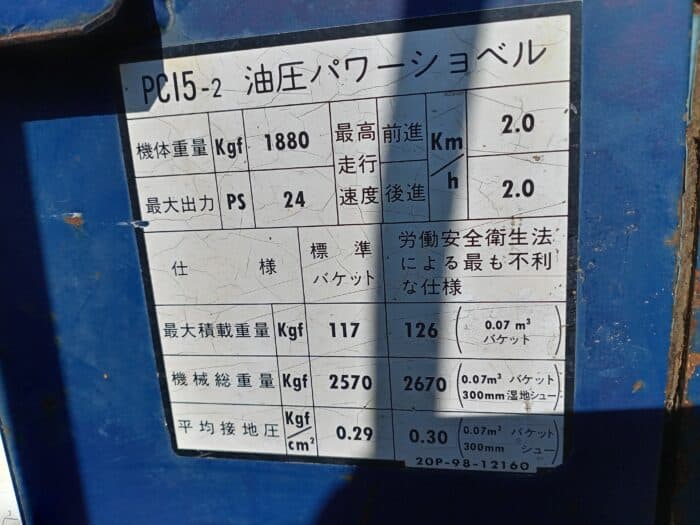 PC15-2 油圧パワーショベル
機体重量 Kgf 1880 最高走行速度 前進 Km/h 2.0
最大出力 PS 24 後進 2.0
仕様 標準バケット 労働安全衛生法による最も不利な仕様
最大積載重量 Kgf 117 126 (0.07 m³ バケット)
機械総重量 Kgf 2570 2670 (0.07m³ バケット 300mm 湿地シュー)
平均接地圧 Kgf/cm² 0.29 0.30 (0.07m³ バケット 300mm シュー)
20P-98-12160